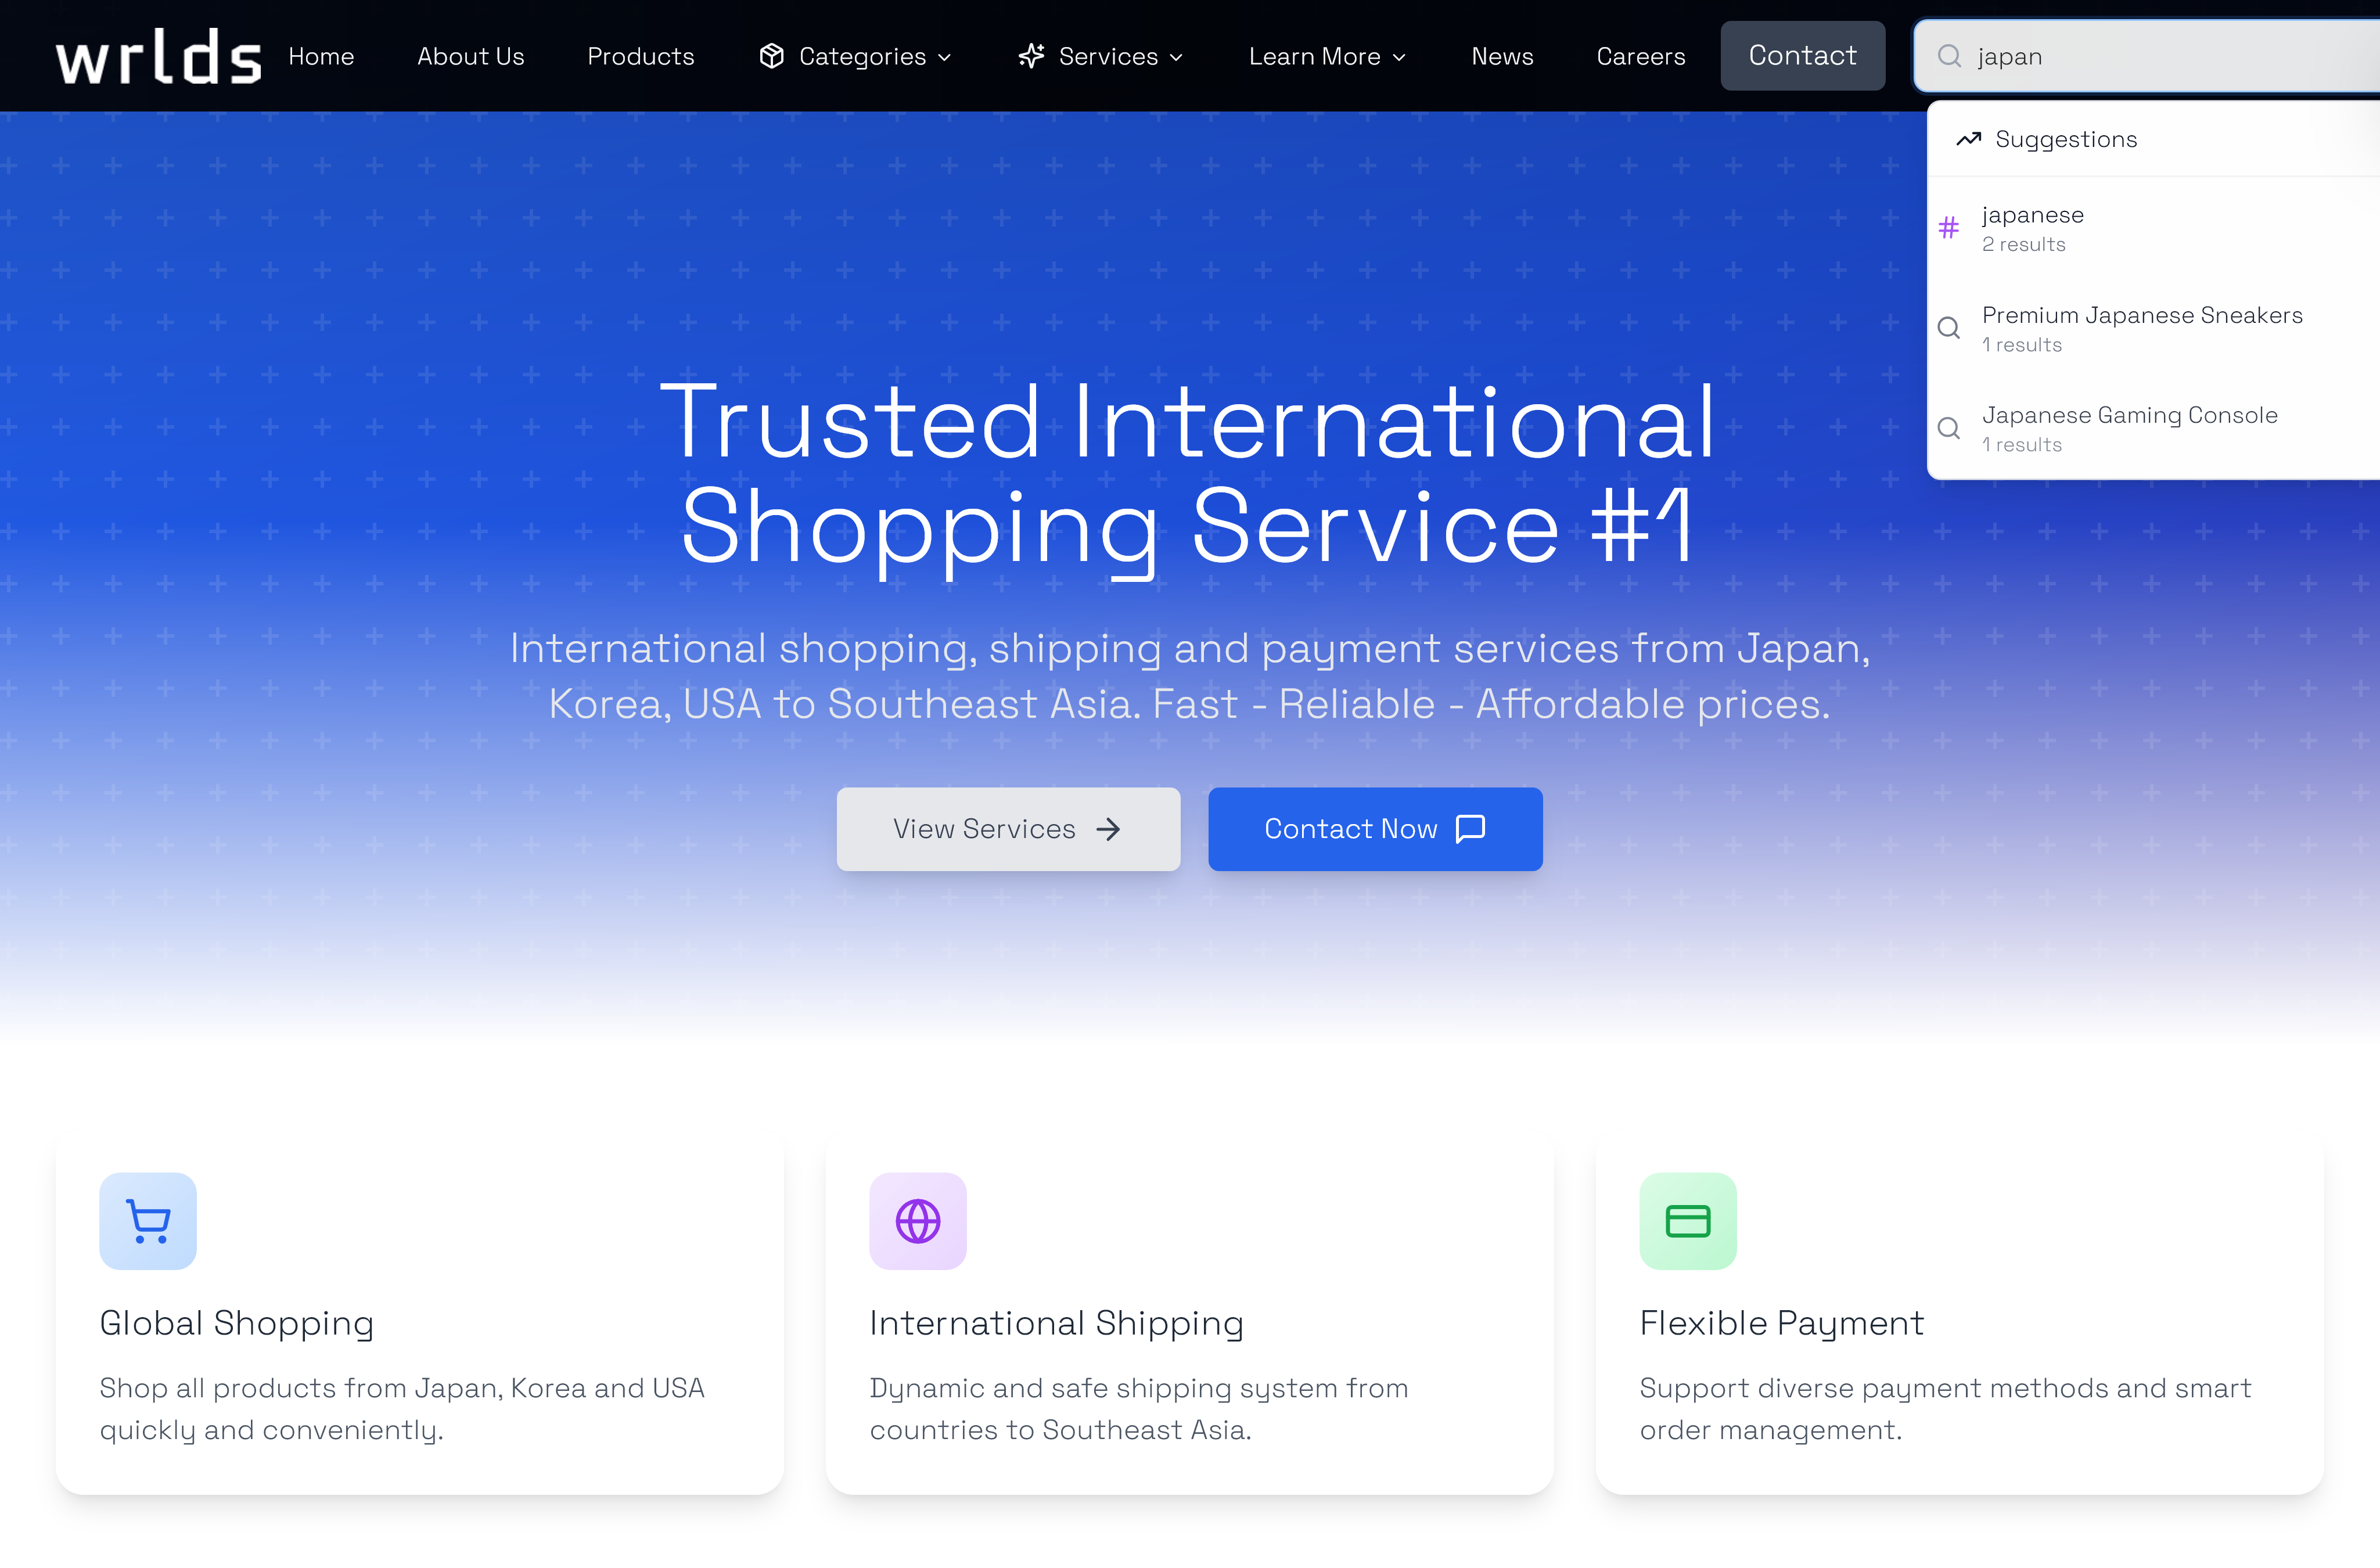 wrlds
Home
About Us
Products
Categories
Services
Learn More
News
Careers
Contact
japan
Suggestions
japanese
2 results
Premium Japanese Sneakers
1 results
Japanese Gaming Console
1 results
Trusted International
Shopping Service #1
International shopping, shipping and payment services from Japan,
Korea, USA to Southeast Asia. Fast - Reliable - Affordable prices.
View Services
Contact Now
Global Shopping
Shop all products from Japan, Korea and USA
quickly and conveniently.
International Shipping
Dynamic and safe shipping system from
countries to Southeast Asia.
Flexible Payment
Support diverse payment methods and smart
order management.